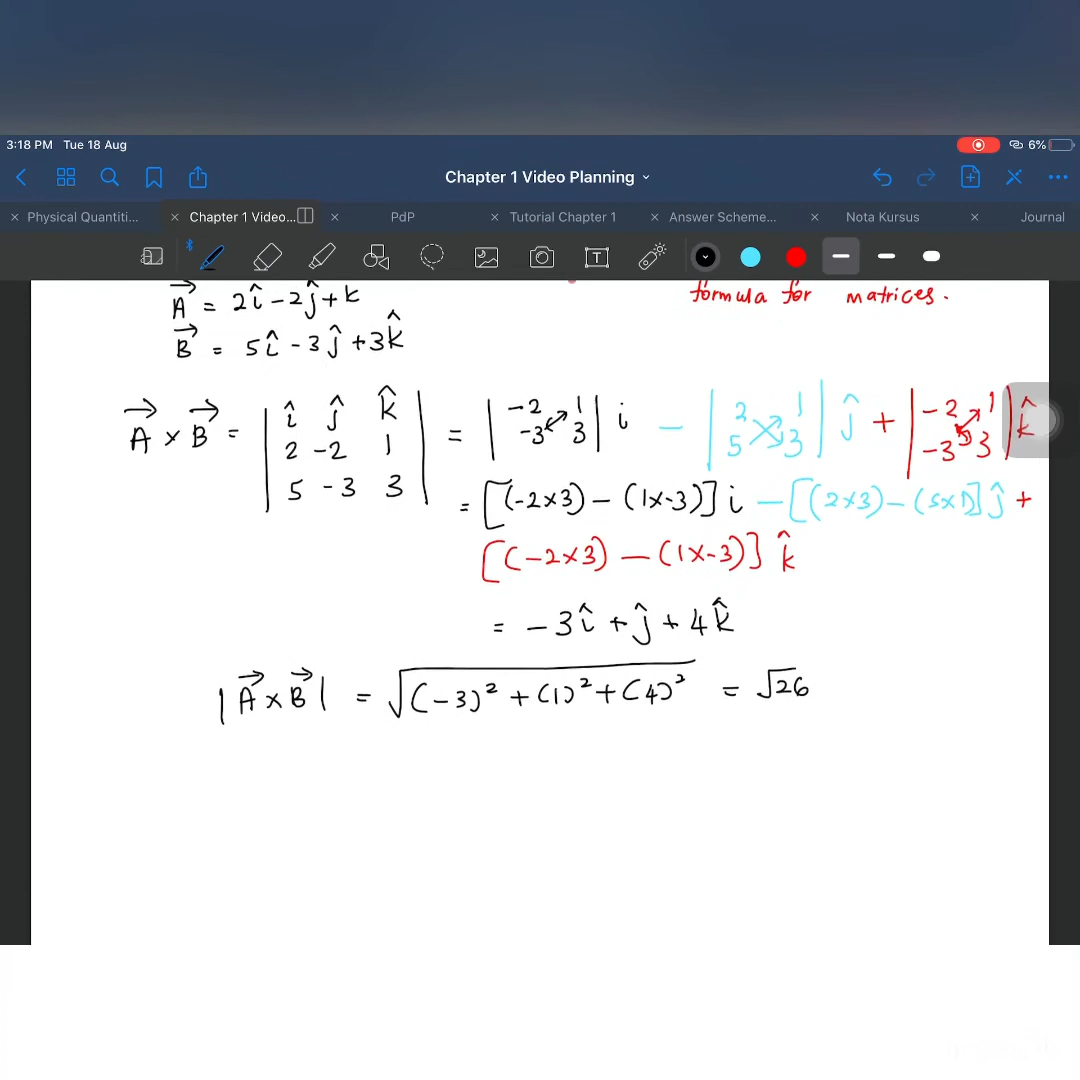 3:18 PM Tue 18 Aug 6%
Chapter 1 Video Planning
Physical Quantiti... Chapter 1 Video... PdP Tutorial Chapter 1 Answer Scheme... Nota Kursus Journal
T
A⃗ = 2î - 2ĵ + k
formula for matrices.
B⃗ = 5î - 3ĵ + 3k̂
A⃗ × B⃗ = | î ĵ k̂ | = | -2 1 | i - | 2 1 | ĵ + | -2 1 | k̂
2 -2 1 -3 3 5 3 -3 3
5 -3 3
= [(-2×3) - (1×-3)] i - [(2×3) - (5×1)] ĵ +
[(-2×3) - (1×-3)] k̂
= -3î + ĵ + 4k̂
|A⃗ × B⃗| = √(-3)² + (1)² + (4)² = √26